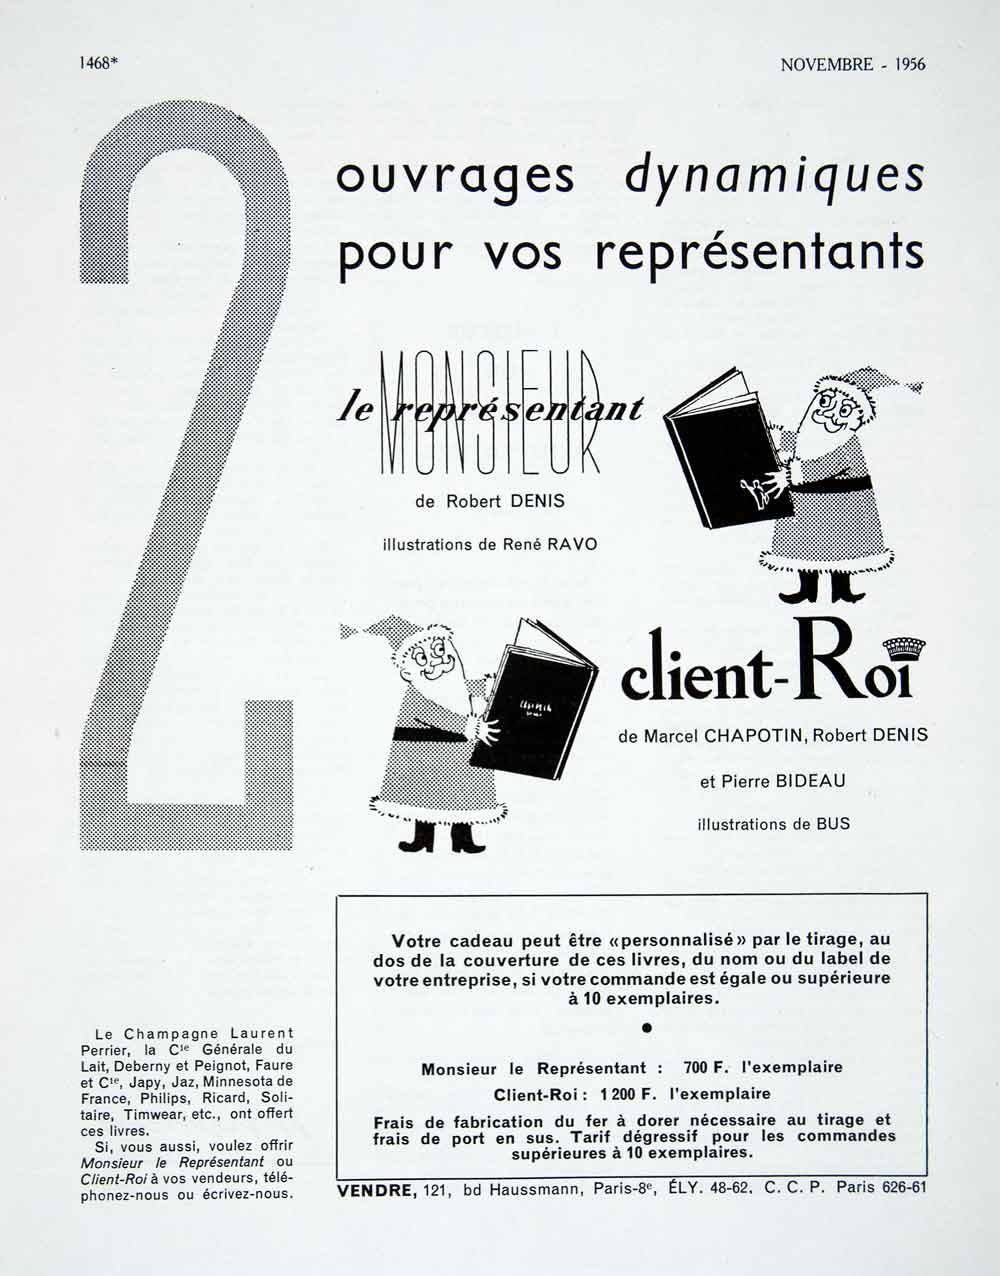 1468*
NOVEMBRE - 1956
2
ouvrages dynamiques
pour vos représentants
MONSIEUR
le représentant
de Robert DENIS
illustrations de René RAVO
client-Roi
de Marcel CHAPOTIN, Robert DENIS
et Pierre BIDEAU
illustrations de BUS
Votre cadeau peut être «personnalisé» par le tirage, au
dos de la couverture de ces livres, du nom ou du label de
votre entreprise, si votre commande est égale ou supérieure
à 10 exemplaires.
●
Monsieur le Représentant : 700 F. l'exemplaire
Client-Roi : 1 200 F. l'exemplaire
Frais de fabrication du fer à dorer nécessaire au tirage et
frais de port en sus. Tarif dégressif pour les commandes
supérieures à 10 exemplaires.
Le Champagne Laurent
Perrier, la Cie Générale du
Lait, Deberny et Peignot, Faure
et Cie, Japy, Jaz, Minnesota de
France, Philips, Ricard, Soli-
taire, Timwear, etc., ont offert
ces livres.
Si, vous aussi, voulez offrir
Monsieur le Représentant ou
Client-Roi à vos vendeurs, télé-
phonez-nous ou écrivez-nous.
VENDRE, 121, bd Haussmann, Paris-8e, ÉLY. 48-62. C. C. P. Paris 626-61